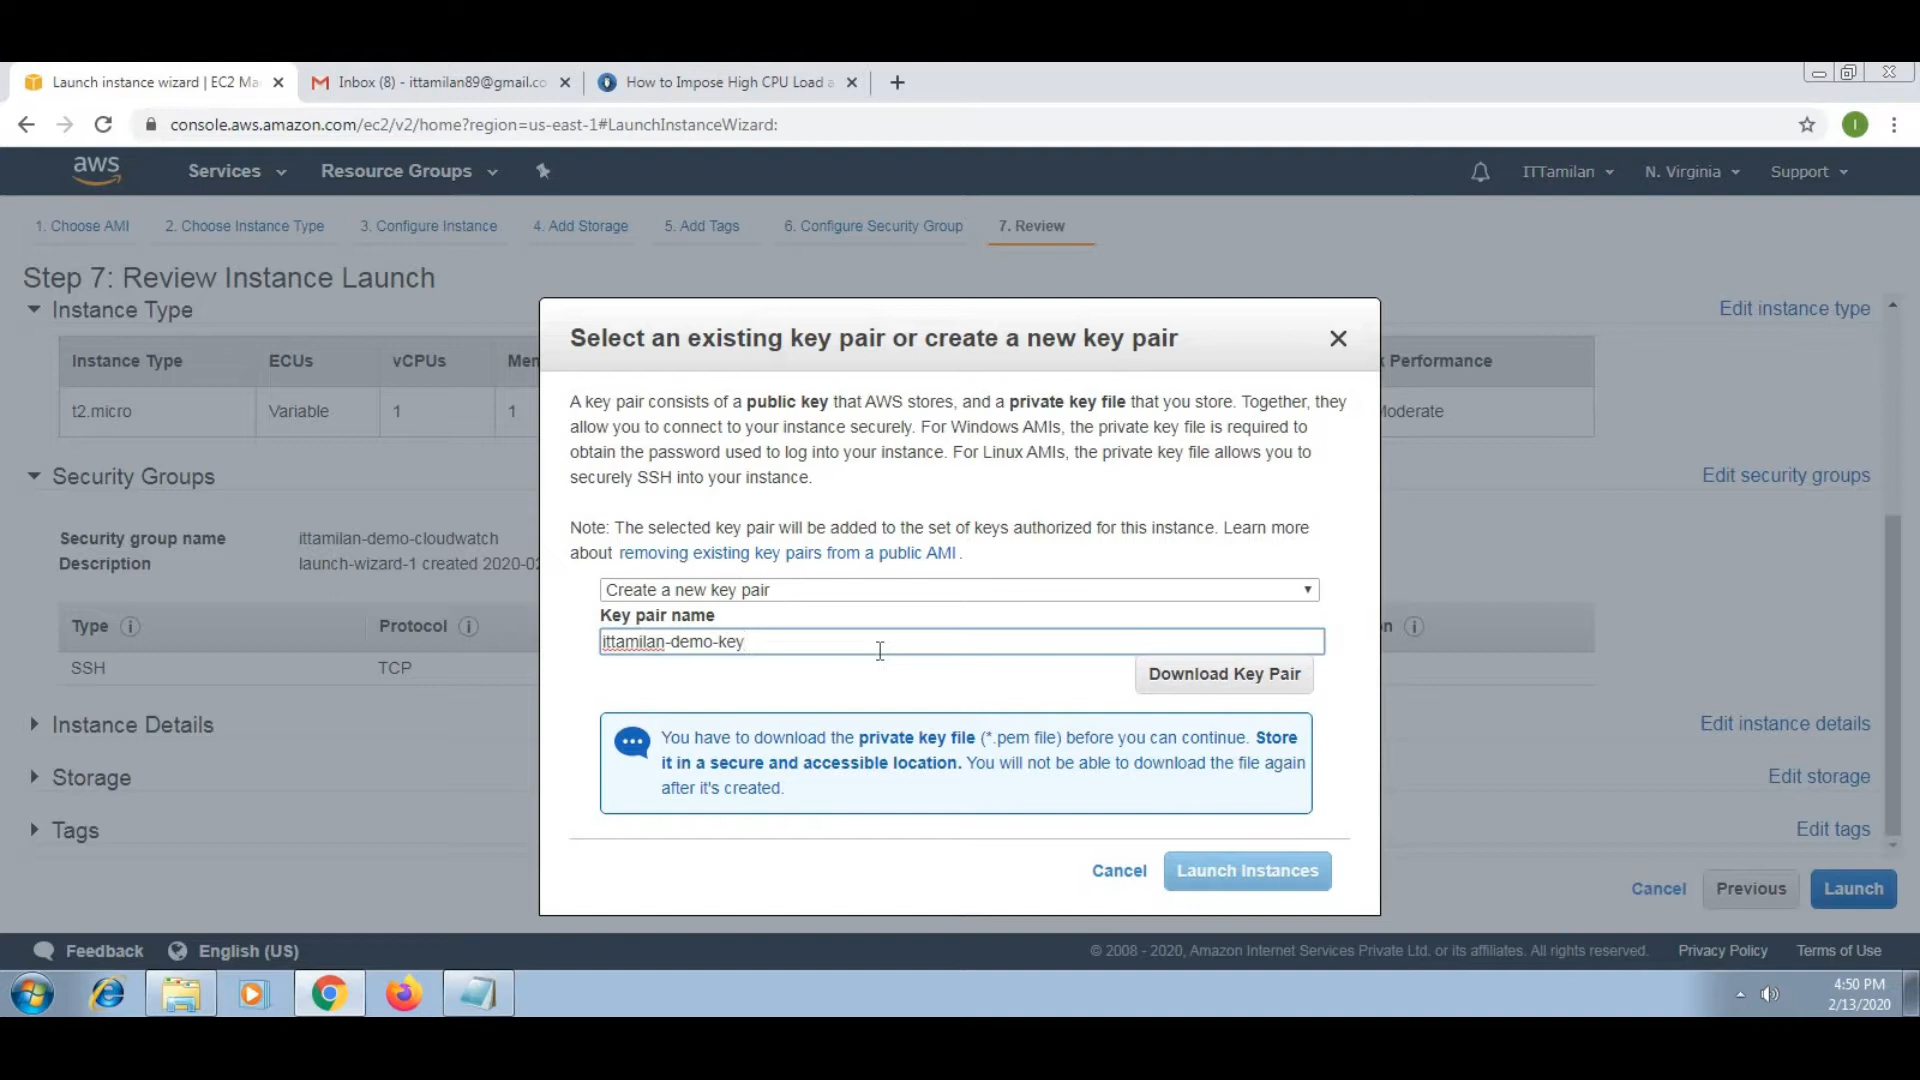 Launch instance wizard | EC2 Ma
Inbox (8) - ittamilan89@gmail.co
How to Impose High CPU Load a
console.aws.amazon.com/ec2/v2/home?region=us-east-1#LaunchInstanceWizard:
I
aws
Services
Resource Groups
ITTamilan
N. Virginia
Support
1. Choose AMI
2. Choose Instance Type
3. Configure Instance
4. Add Storage
5. Add Tags
6. Configure Security Group
7. Review
Step 7: Review Instance Launch
Instance Type
Edit instance type
Instance Type
ECUs
vCPUs
Mem
k Performance
t2.micro
Variable
1
1
Moderate
Security Groups
Edit security groups
Security group name
ittamilan-demo-cloudwatch
Description
launch-wizard-1 created 2020-02
Type
Protocol
n
SSH
TCP
Instance Details
Edit instance details
Storage
Edit storage
Tags
Edit tags
Select an existing key pair or create a new key pair
A key pair consists of a public key that AWS stores, and a private key file that you store. Together, they
allow you to connect to your instance securely. For Windows AMIs, the private key file is required to
obtain the password used to log into your instance. For Linux AMIs, the private key file allows you to
securely SSH into your instance.
Note: The selected key pair will be added to the set of keys authorized for this instance. Learn more
about removing existing key pairs from a public AMI .
Create a new key pair
Key pair name
ittamilan-demo-key
Download Key Pair
You have to download the private key file (*.pem file) before you can continue. Store
it in a secure and accessible location. You will not be able to download the file again
after it's created.
Cancel
Launch Instances
Cancel
Previous
Launch
Feedback
English (US)
© 2008 - 2020, Amazon Internet Services Private Ltd. or its affiliates. All rights reserved.
Privacy Policy
Terms of Use
4:50 PM
2/13/2020